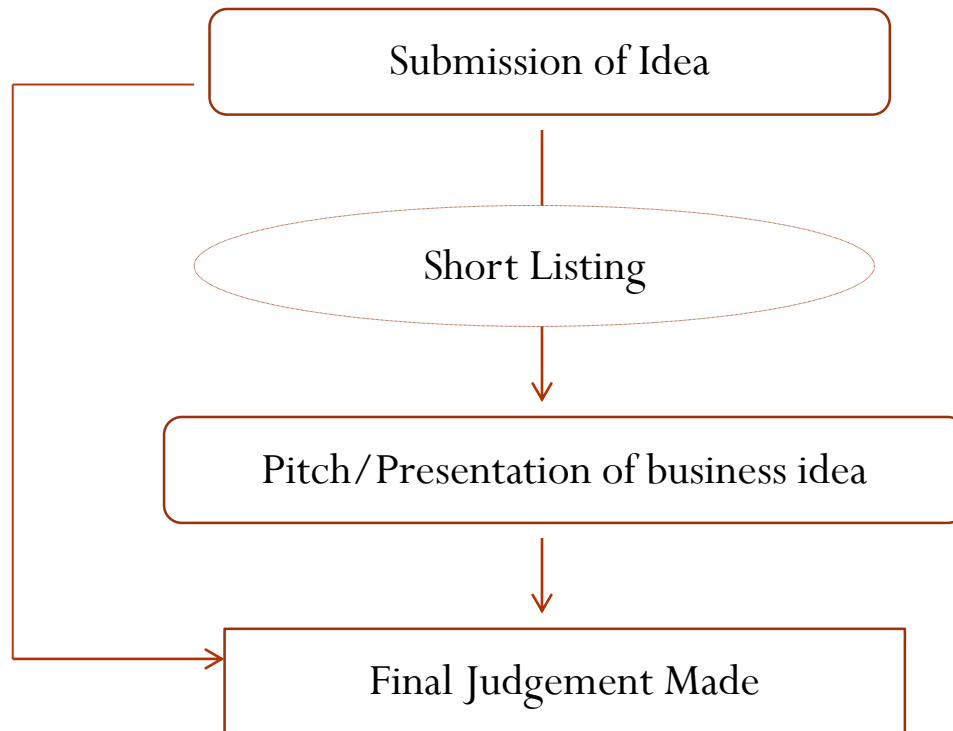 Submission of Idea
Short Listing
Pitch/Presentation of business idea
Final Judgement Made